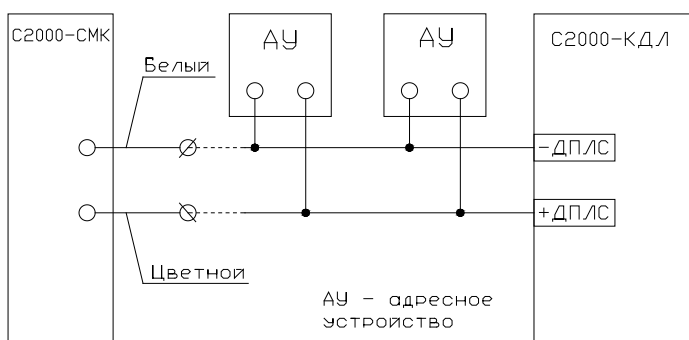 С2000-СМК
АУ
АУ
С2000-КДЛ
Белый
-ДПЛС
+ДПЛС
Цветной
АУ - адресное
устройство